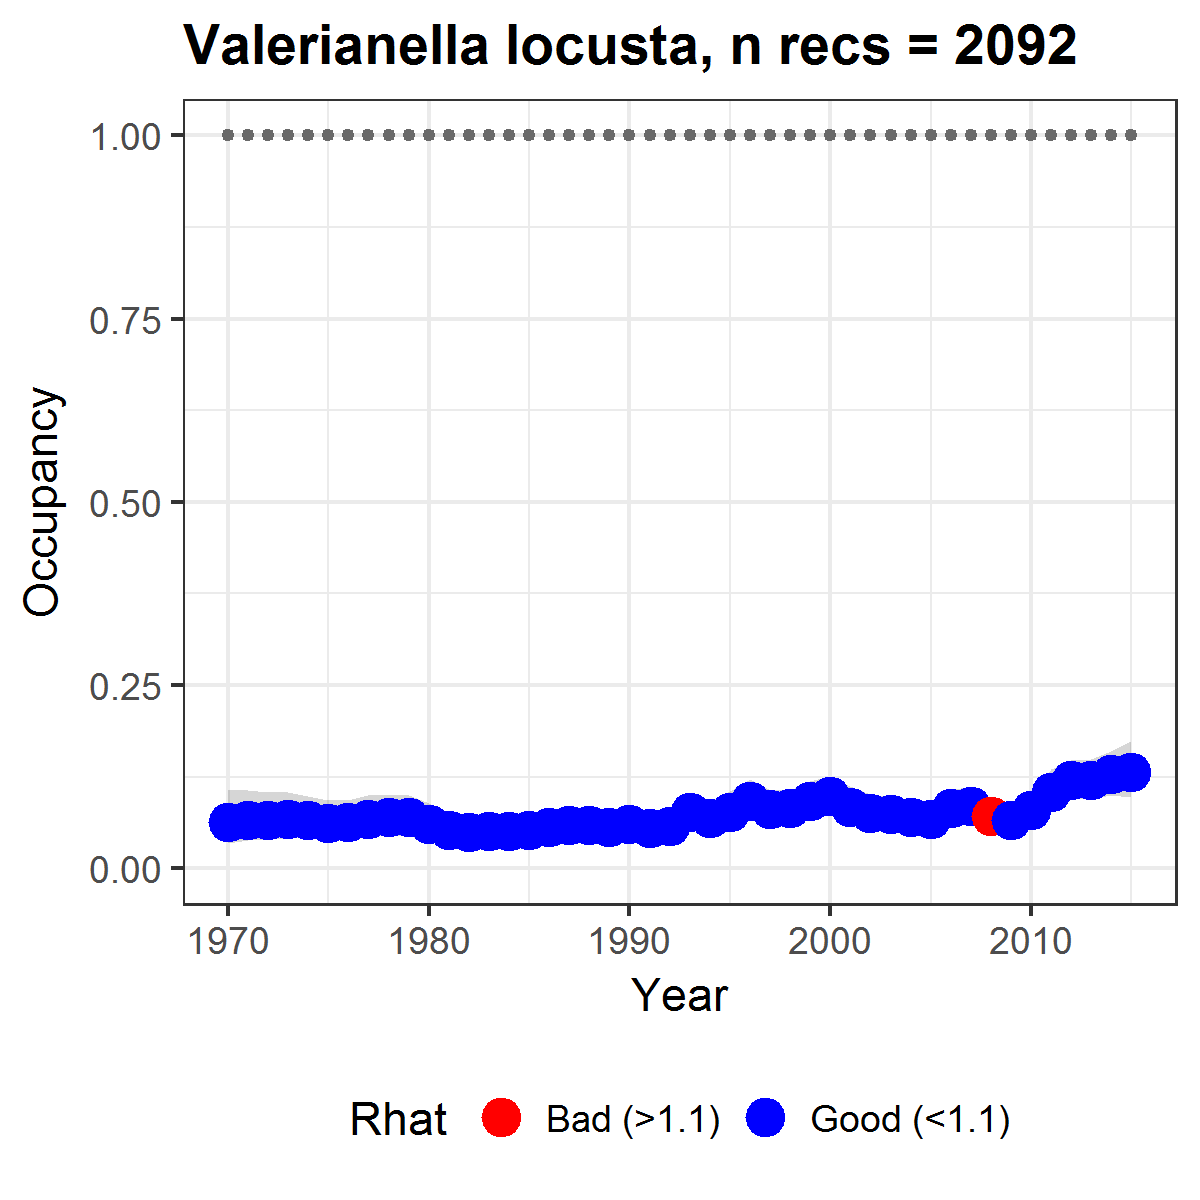 Valerianella locusta, n recs = 2092
1.00
0.75
0.50
0.25
0.00
Occupancy
1970 1980 1990 2000 2010
Year
Rhat Bad (>1.1) Good (<1.1)